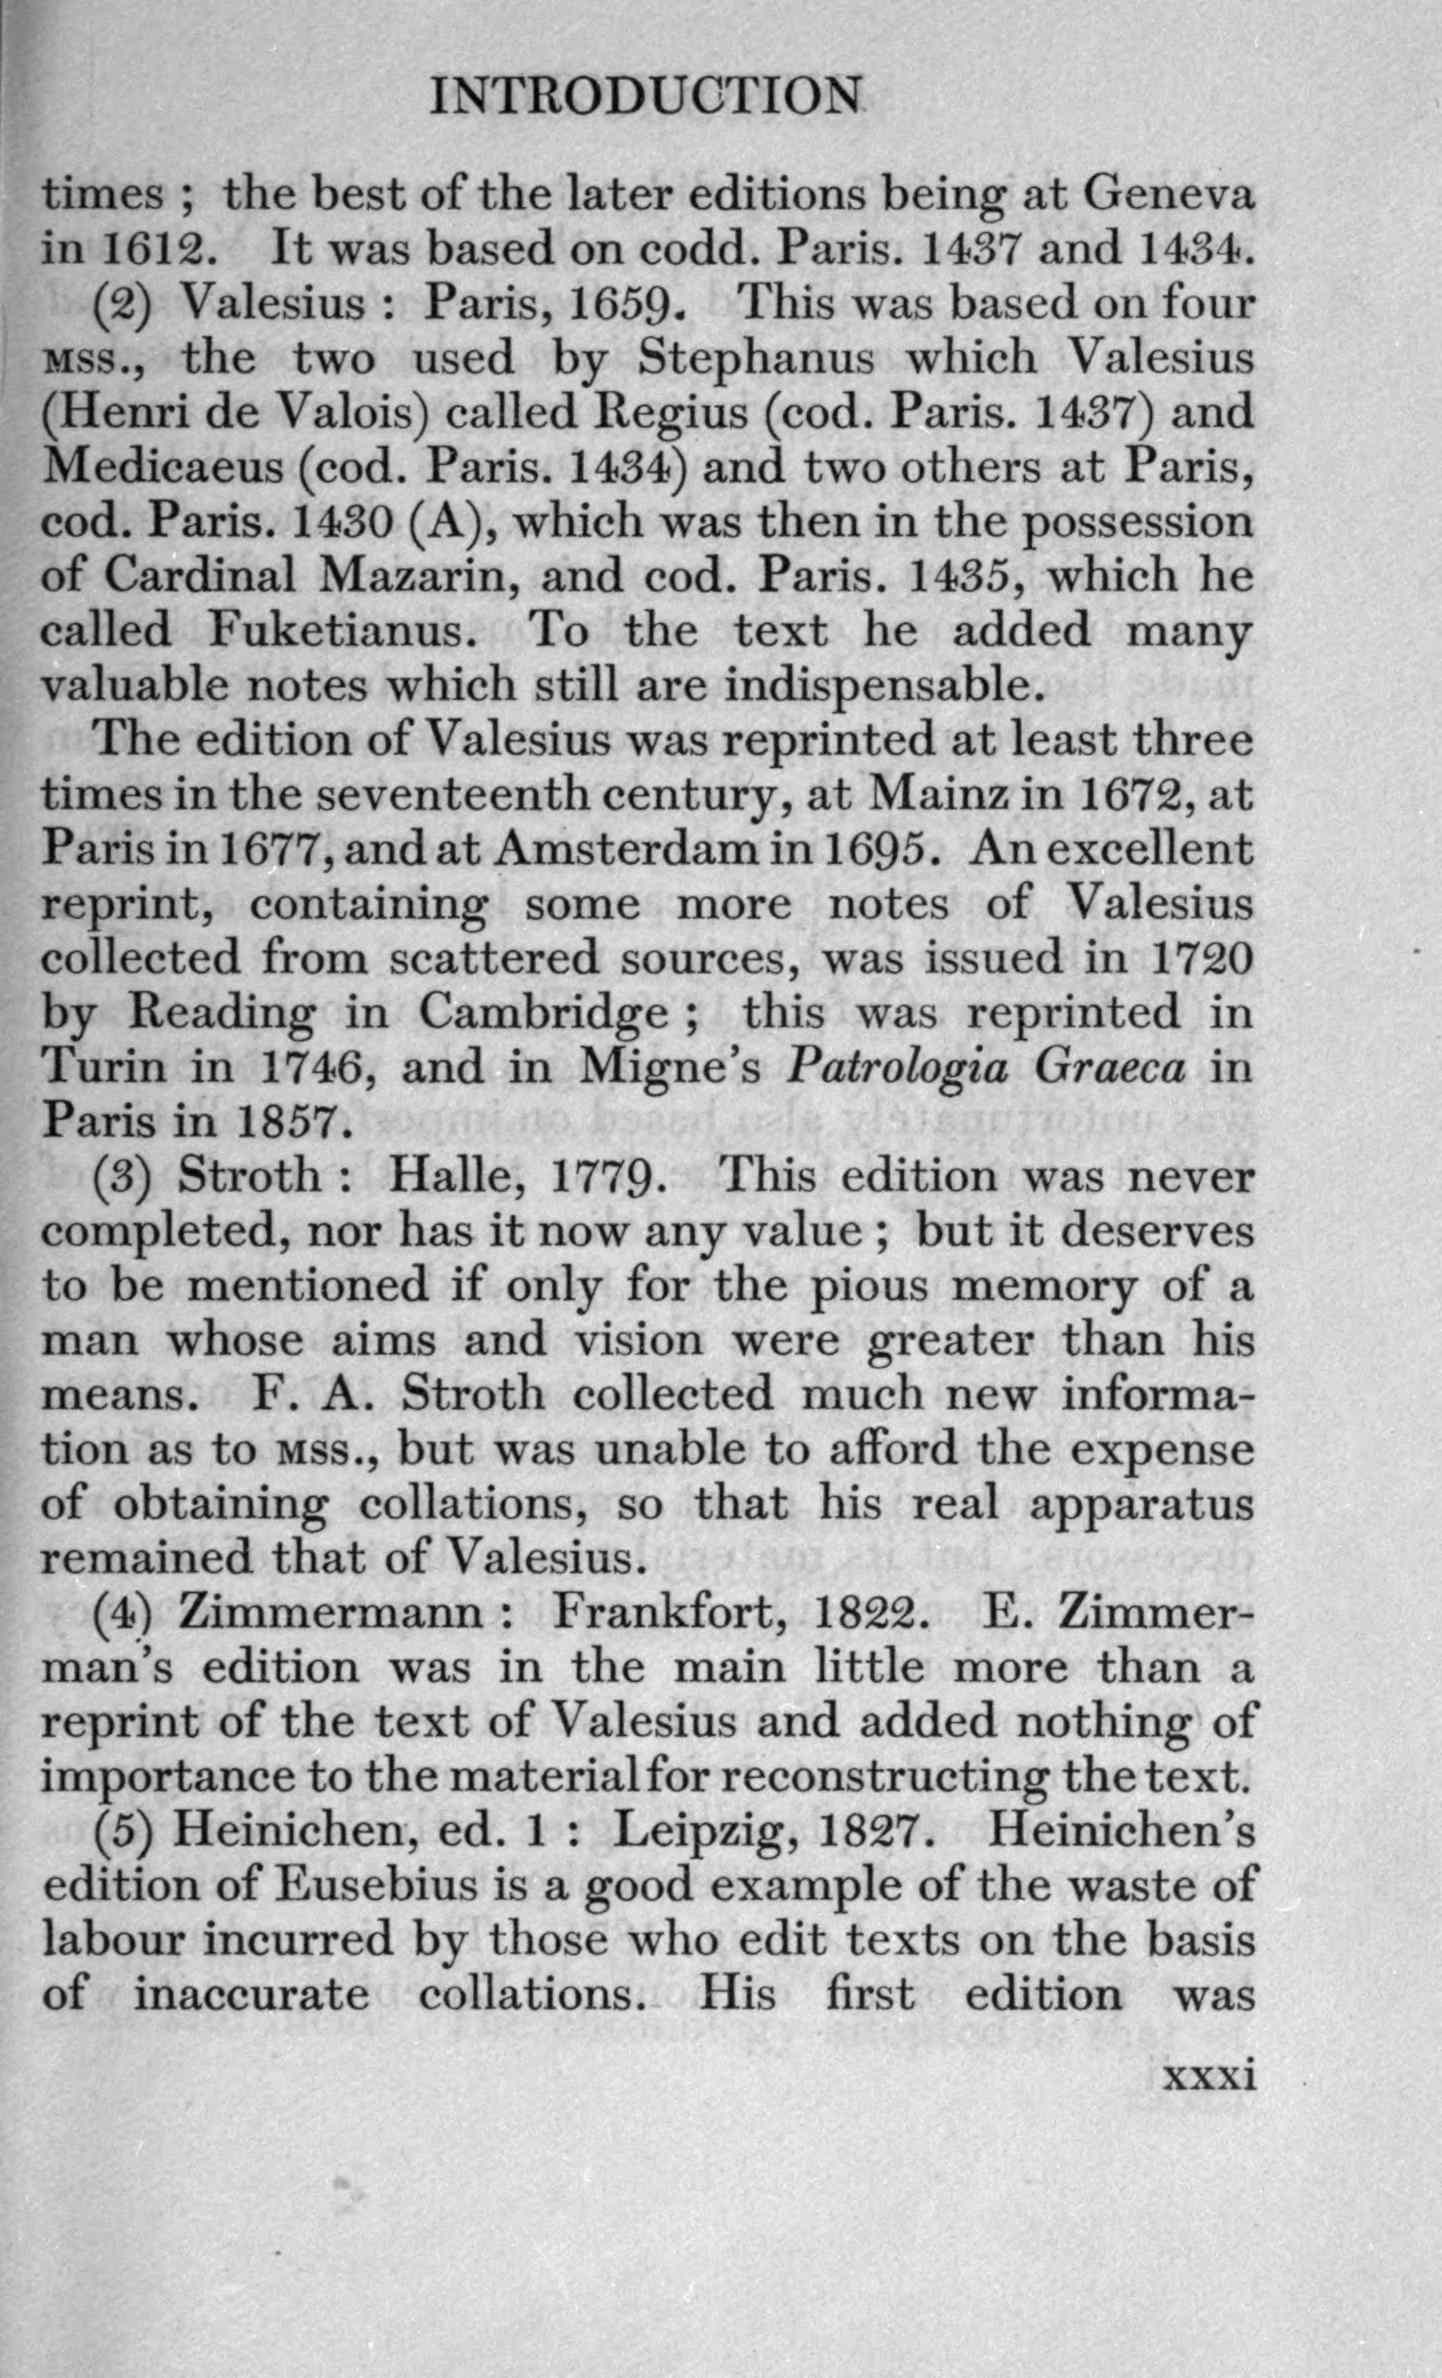 INTRODUCTION
times ; the best of the later editions being at Geneva
in 1612. It was based on codd. Paris. 1437 and 1434.
(2) Valesius : Paris, 1659. This was based on four
MSS., the two used by Stephanus which Valesius
(Henri de Valois) called Regius (cod. Paris. 1437) and
Medicaeus (cod. Paris. 1434) and two others at Paris,
cod. Paris. 1430 (A), which was then in the possession
of Cardinal Mazarin, and cod. Paris. 1435, which he
called Fuketianus. To the text he added many
valuable notes which still are indispensable.
The edition of Valesius was reprinted at least three
times in the seventeenth century, at Mainz in 1672, at
Paris in 1677, and at Amsterdam in 1695. An excellent
reprint, containing some more notes of Valesius
collected from scattered sources, was issued in 1720
by Reading in Cambridge ; this was reprinted in
Turin in 1746, and in Migne's Patrologia Graeca in
Paris in 1857.
(3) Stroth : Halle, 1779. This edition was never
completed, nor has it now any value ; but it deserves
to be mentioned if only for the pious memory of a
man whose aims and vision were greater than his
means. F. A. Stroth collected much new informa-
tion as to MSS., but was unable to afford the expense
of obtaining collations, so that his real apparatus
remained that of Valesius.
(4) Zimmermann : Frankfort, 1822. E. Zimmer-
man's edition was in the main little more than a
reprint of the text of Valesius and added nothing of
importance to the material for reconstructing the text.
(5) Heinichen, ed. 1 : Leipzig, 1827. Heinichen's
edition of Eusebius is a good example of the waste of
labour incurred by those who edit texts on the basis
of inaccurate collations. His first edition was
xxxi